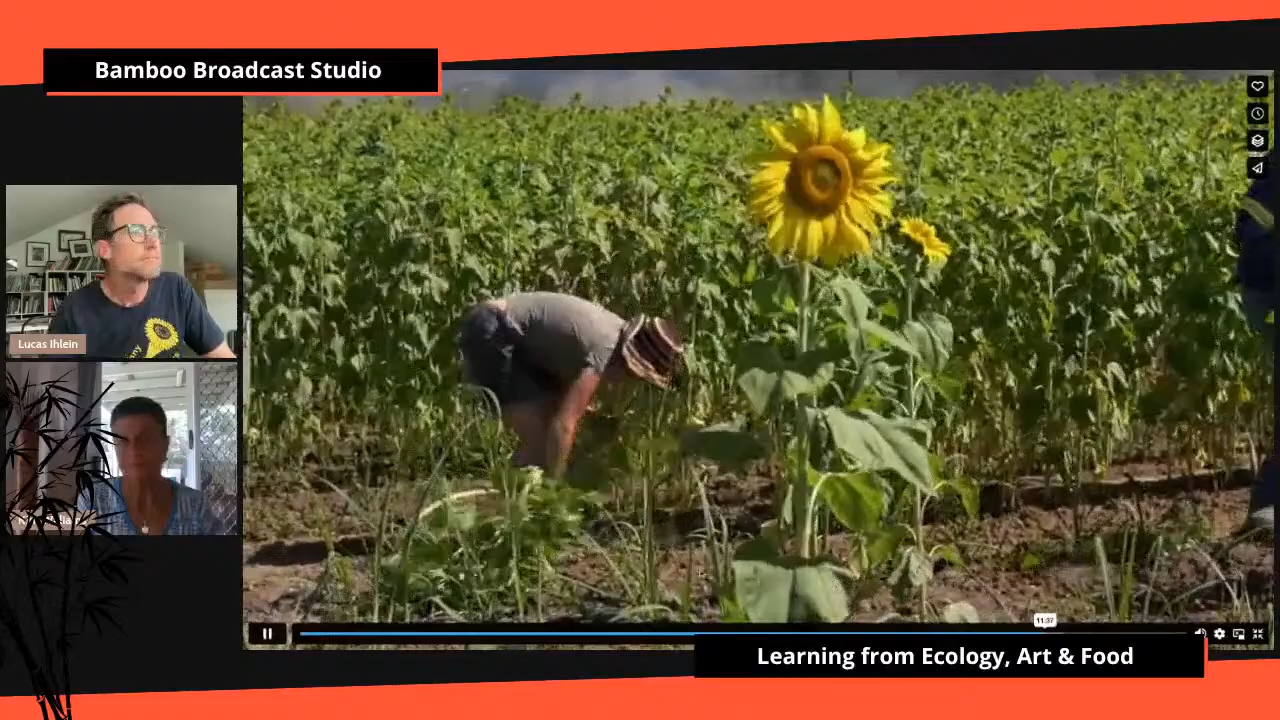 Bamboo Broadcast Studio
Lucas Ihlein
11:37
Learning from Ecology, Art & Food